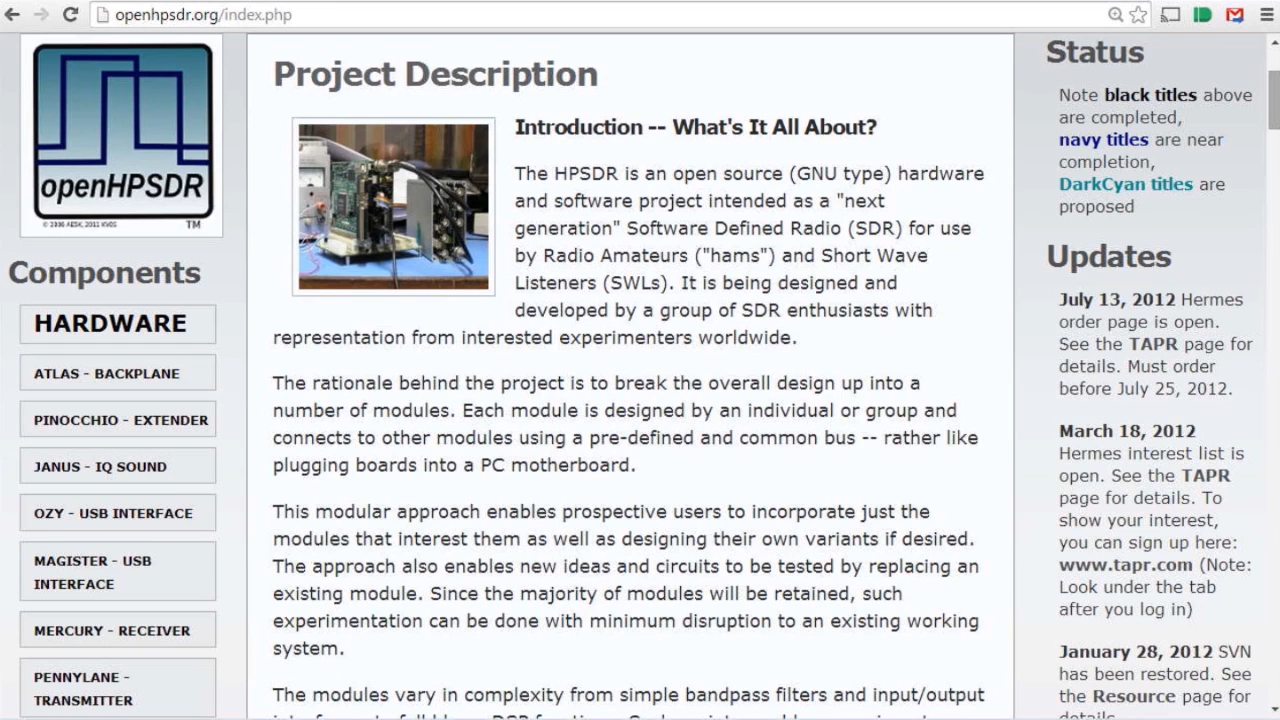 openhpsdr.org/index.php
openHPSDR
TM
Components
HARDWARE
ATLAS - BACKPLANE
PINOCCHIO - EXTENDER
JANUS - IQ SOUND
OZY - USB INTERFACE
MAGISTER - USB
INTERFACE
MERCURY - RECEIVER
PENNYLANE -
TRANSMITTER
Project Description
Introduction -- What's It All About?
The HPSDR is an open source (GNU type) hardware
and software project intended as a "next
generation" Software Defined Radio (SDR) for use
by Radio Amateurs ("hams") and Short Wave
Listeners (SWLs). It is being designed and
developed by a group of SDR enthusiasts with
representation from interested experimenters worldwide.
The rationale behind the project is to break the overall design up into a
number of modules. Each module is designed by an individual or group and
connects to other modules using a pre-defined and common bus -- rather like
plugging boards into a PC motherboard.
This modular approach enables prospective users to incorporate just the
modules that interest them as well as designing their own variants if desired.
The approach also enables new ideas and circuits to be tested by replacing an
existing module. Since the majority of modules will be retained, such
experimentation can be done with minimum disruption to an existing working
system.
The modules vary in complexity from simple bandpass filters and input/output
Status
Note black titles above
are completed,
navy titles are near
completion,
DarkCyan titles are
proposed
Updates
July 13, 2012 Hermes
order page is open.
See the TAPR page for
details. Must order
before July 25, 2012.
March 18, 2012
Hermes interest list is
open. See the TAPR
page for details. To
show your interest,
you can sign up here:
www.tapr.com (Note:
Look under the tab
after you log in)
January 28, 2012 SVN
has been restored. See
the Resource page for
details.